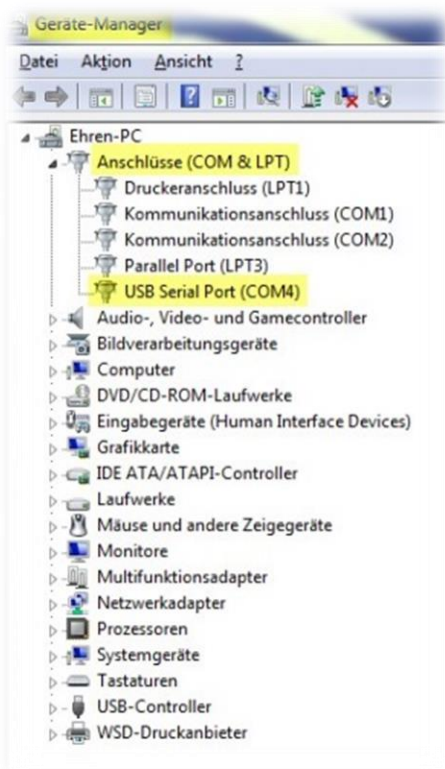 Geräte-Manager
Datei Aktion Ansicht ?
Ehren-PC
Anschlüsse (COM & LPT)
Druckeranschluss (LPT1)
Kommunikationsanschluss (COM1)
Kommunikationsanschluss (COM2)
Parallel Port (LPT3)
USB Serial Port (COM4)
Audio-, Video- und Gamecontroller
Bildverarbeitungsgeräte
Computer
DVD/CD-ROM-Laufwerke
Eingabegeräte (Human Interface Devices)
Grafikkarte
IDE ATA/ATAPI-Controller
Laufwerke
Mäuse und andere Zeigegeräte
Monitore
Multifunktionsadapter
Netzwerkadapter
Prozessoren
Systemgeräte
Tastaturen
USB-Controller
WSD-Druckanbieter